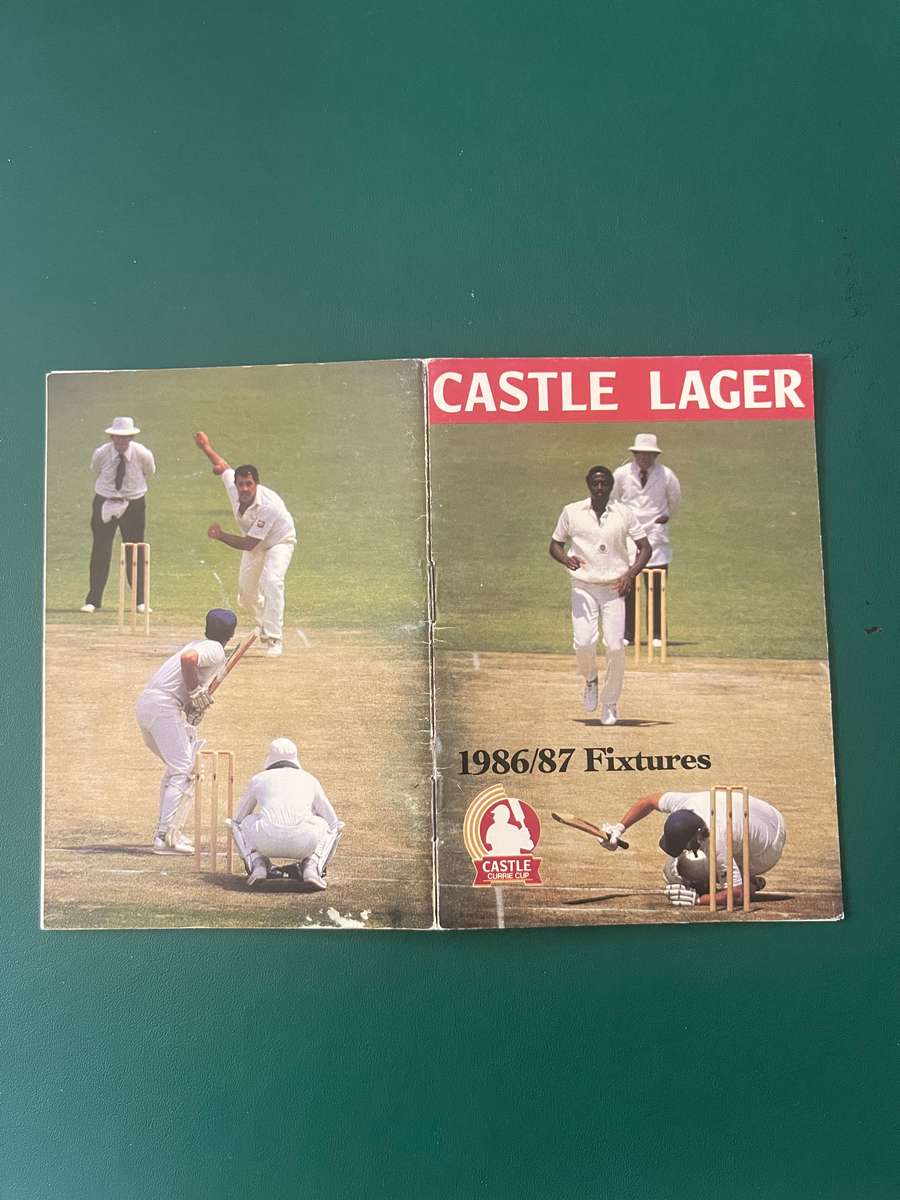 CASTLE LAGER
1986/87 Fixtures
CASTLE
CURRIE CUP